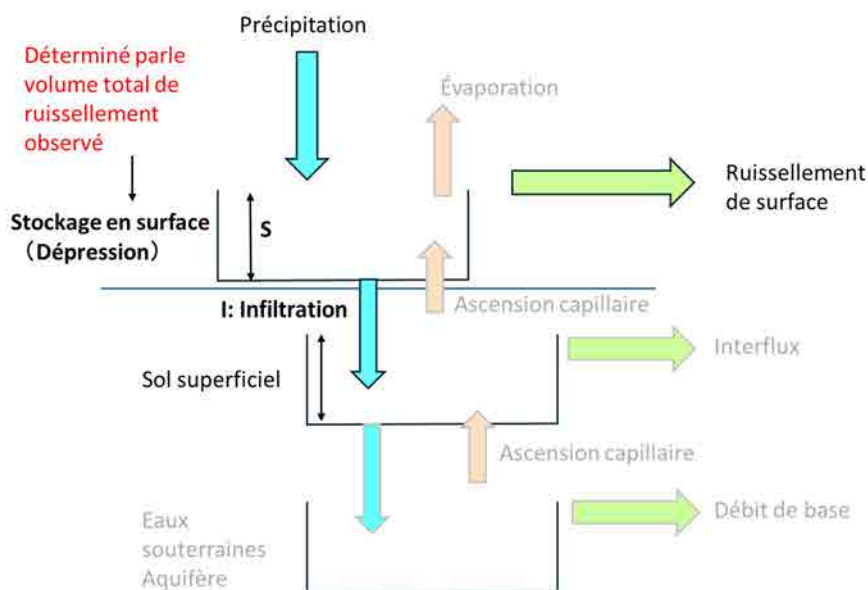 Précipitation
Déterminé parle
volume total de
ruissellement
observé
Évaporation
Ruissellement
de surface
Stockage en surface
（Dépression）
S
I: Infiltration
Ascension capillaire
Interflux
Sol superficiel
Ascension capillaire
Débit de base
Eaux
souterraines
Aquifère